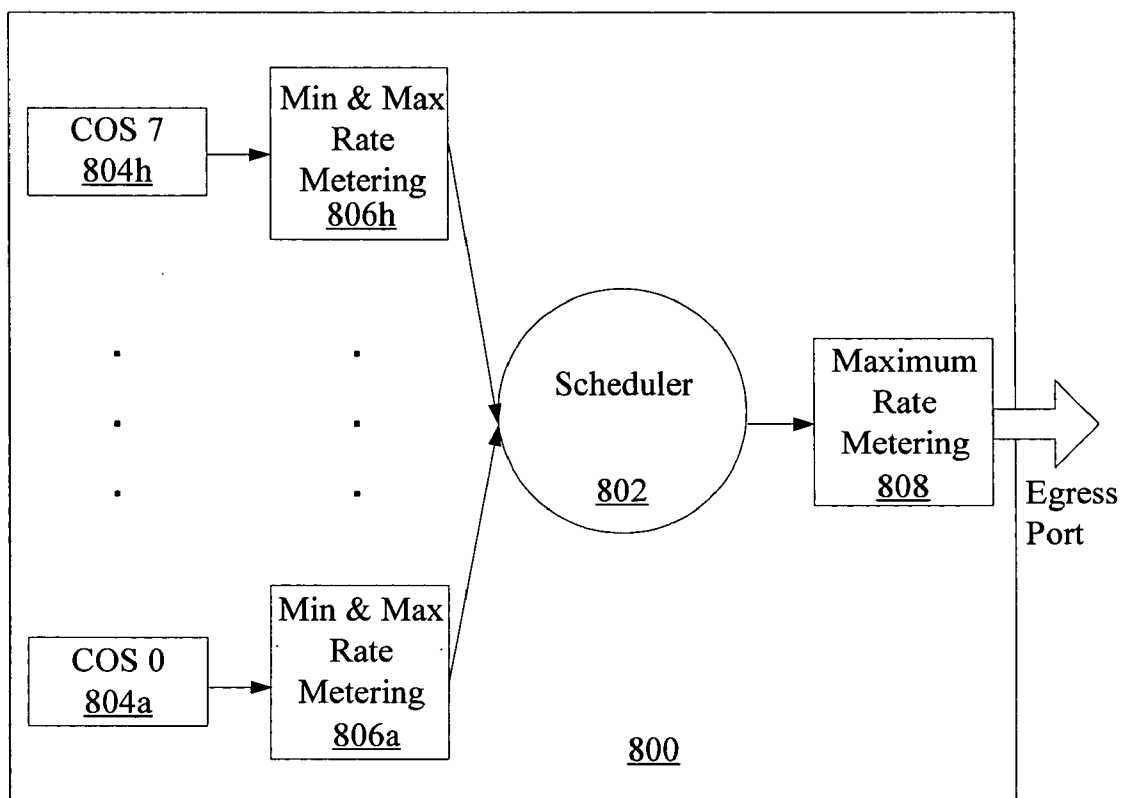 COS 7
804h
Min & Max
Rate
Metering
806h
Scheduler
802
Maximum
Rate
Metering
808
Egress
Port
COS 0
804a
Min & Max
Rate
Metering
806a
800